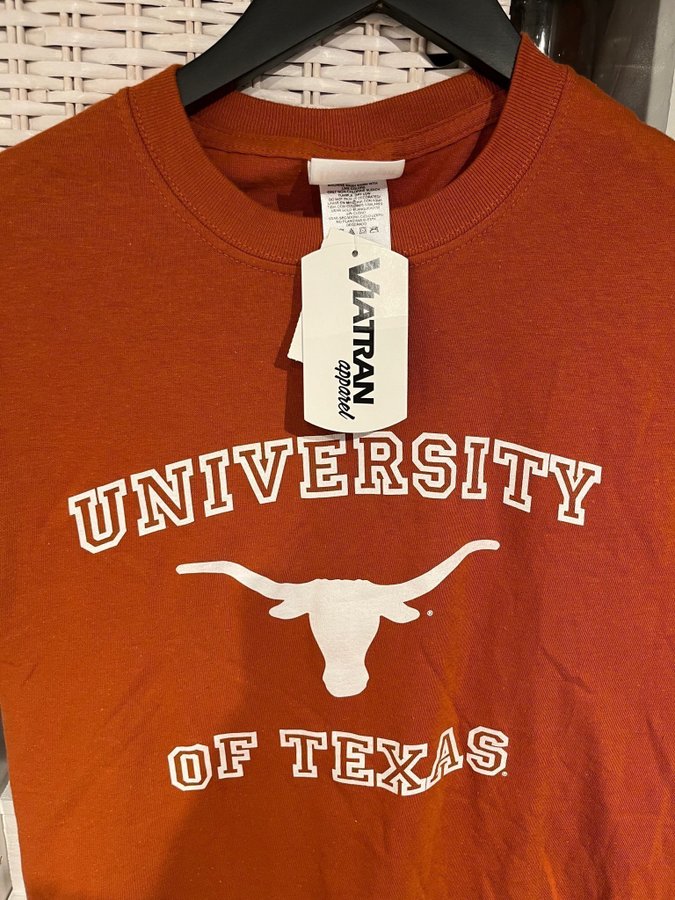 VIATRAN
apparel
UNIVERSITY
®
OF TEXAS®